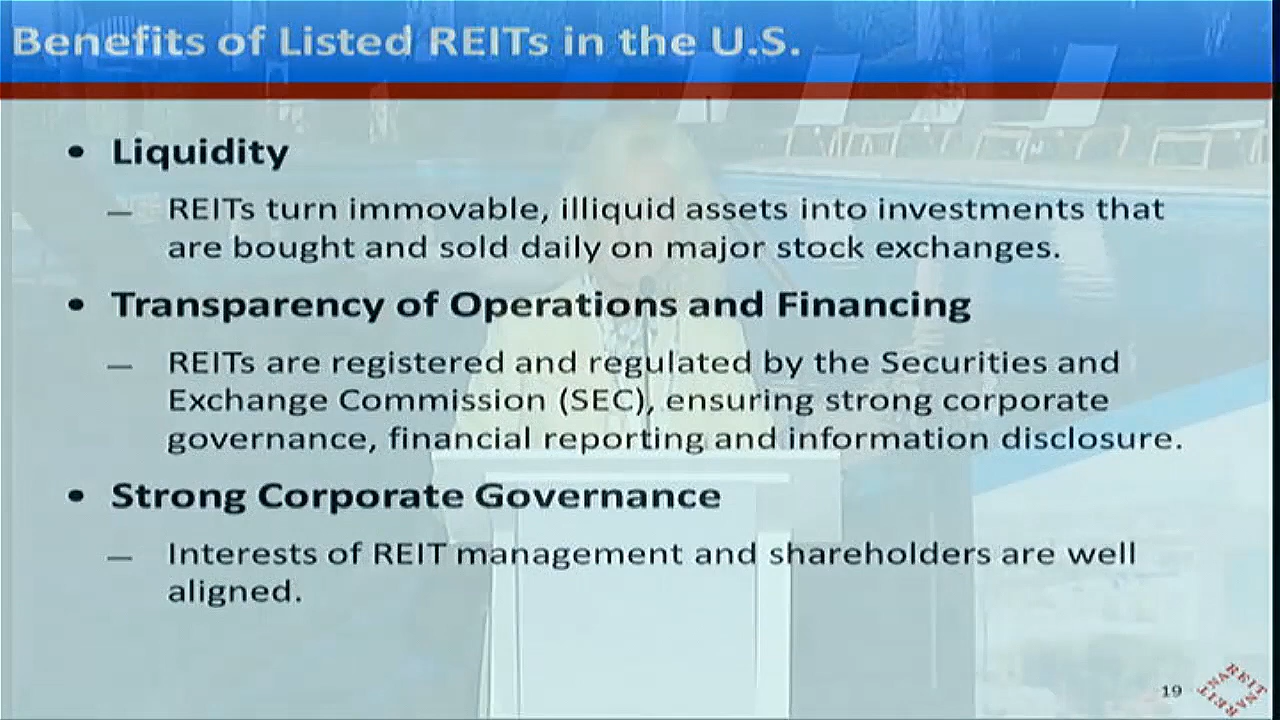 Benefits of Listed REITs in the U.S.
• Liquidity
— REITs turn immovable, illiquid assets into investments that
are bought and sold daily on major stock exchanges.
• Transparency of Operations and Financing
— REITs are registered and regulated by the Securities and
Exchange Commission (SEC), ensuring strong corporate
governance, financial reporting and information disclosure.
• Strong Corporate Governance
— Interests of REIT management and shareholders are well
aligned.
19
NAREIT
NAREIT